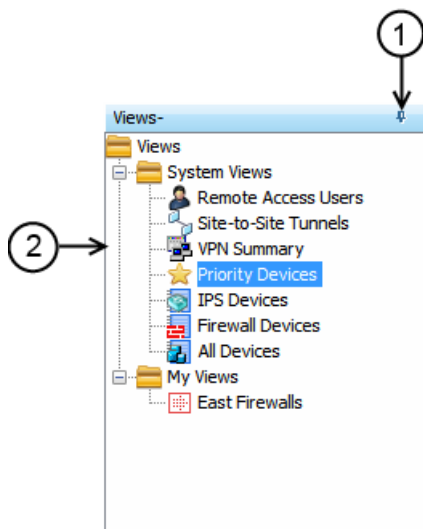 1
Views-
Views
System Views
Remote Access Users
Site-to-Site Tunnels
VPN Summary
2
Priority Devices
IPS Devices
Firewall Devices
All Devices
My Views
East Firewalls